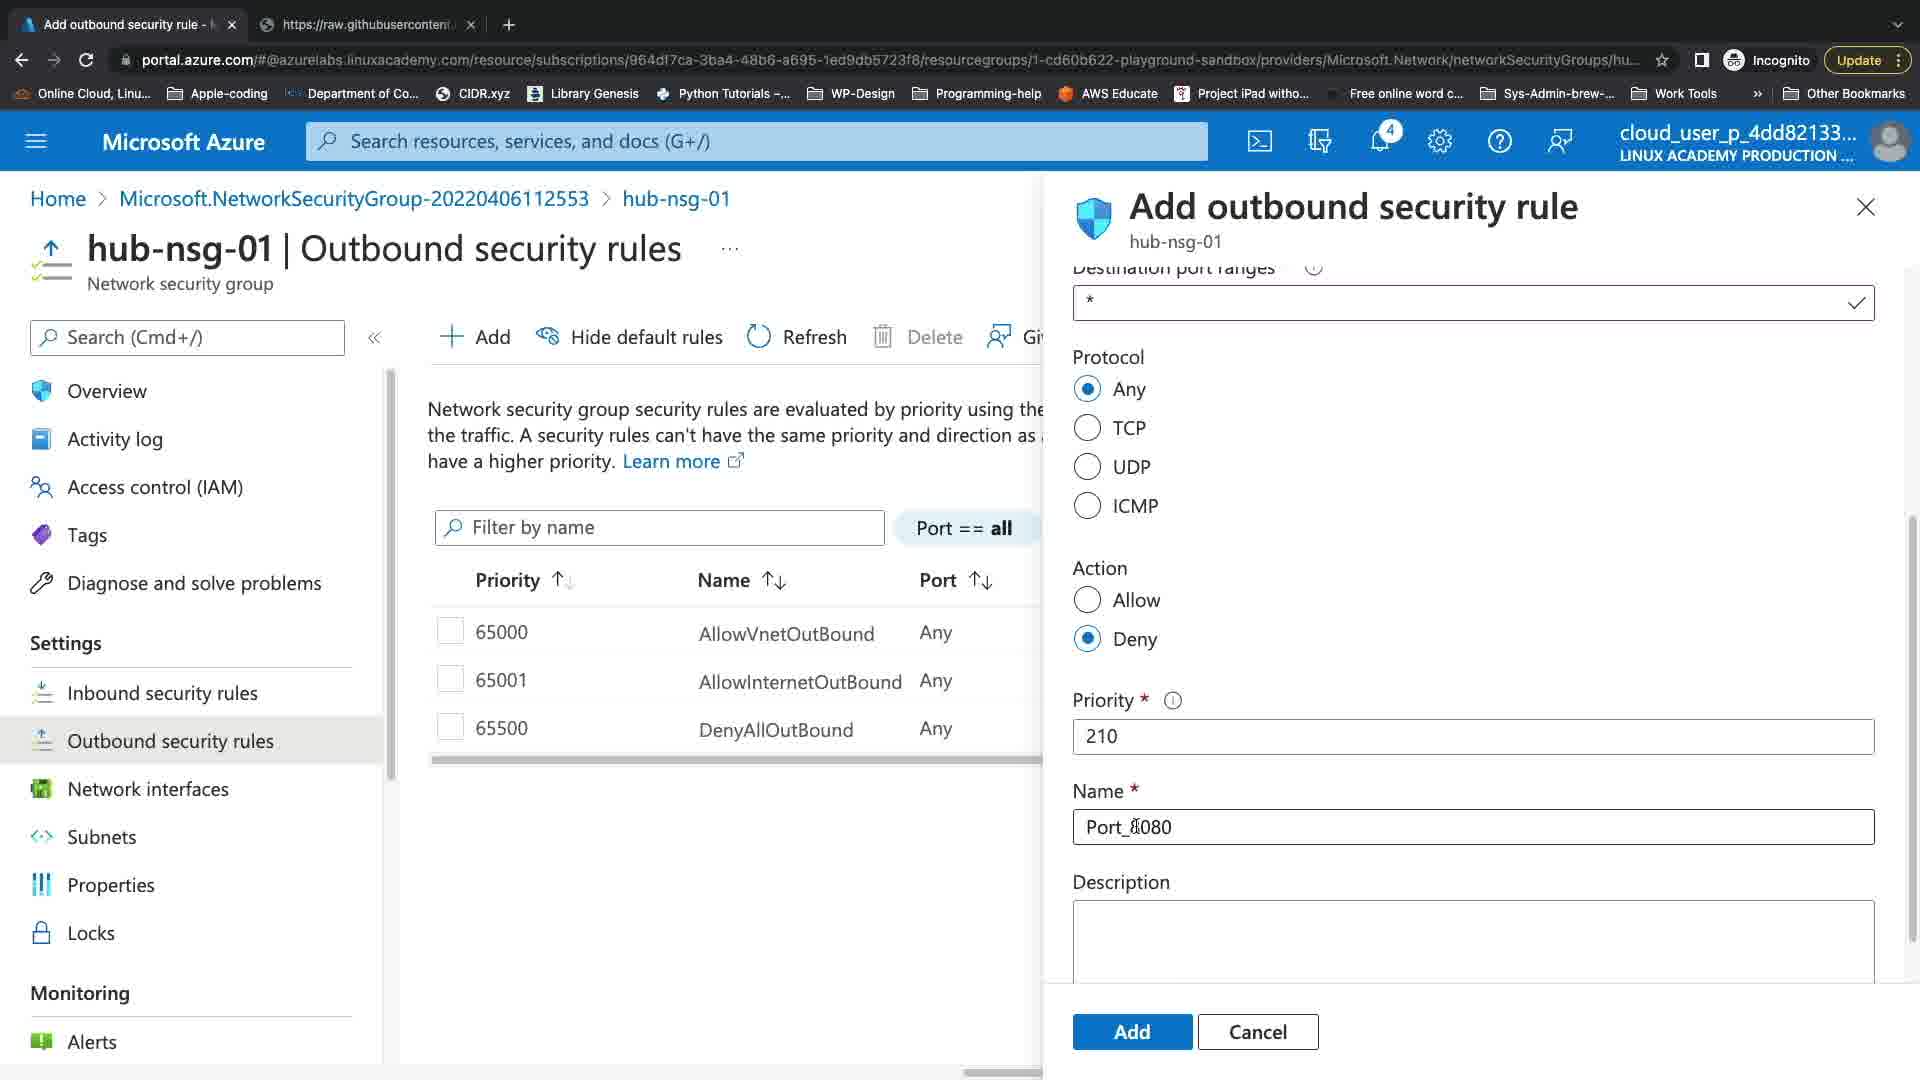 Add outbound security rule -
https://raw.githubusercontent.
portal.azure.com/#@azurelabs.linuxacademy.com/resource/subscriptions/964df7ca-3ba4-48b6-a695-1ed9db5723f8/resourcegroups/1-cd60b622-playground-sandbox/providers/Microsoft.Network/networkSecurityGroups/hu...
Incognito
Update
Online Cloud, Linu...
Apple-coding
Department of Co...
CIDR.xyz
Library Genesis
Python Tutorials –...
WP-Design
Programming-help
AWS Educate
Project iPad witho...
Free online word c...
Sys-Admin-brew-...
Work Tools
»
Other Bookmarks
Microsoft Azure
Search resources, services, and docs (G+/)
4
cloud_user_p_4dd82133...
LINUX ACADEMY PRODUCTION ...
Home > Microsoft.NetworkSecurityGroup-20220406112553 > hub-nsg-01
hub-nsg-01 | Outbound security rules ...
Network security group
Search (Cmd+/)
«
Overview
Activity log
Access control (IAM)
Tags
Diagnose and solve problems
Settings
Inbound security rules
Outbound security rules
Network interfaces
Subnets
Properties
Locks
Monitoring
Alerts
Add
Hide default rules
Refresh
Delete
Network security group security rules are evaluated by priority using the
the traffic. A security rules can't have the same priority and direction as
have a higher priority. Learn more
Filter by name
Port == all
Priority Name Port
65000 AllowVnetOutBound Any
65001 AllowInternetOutBound Any
65500 DenyAllOutBound Any
Add outbound security rule
hub-nsg-01
Destination port ranges
*
Protocol
Any
TCP
UDP
ICMP
Action
Allow
Deny
Priority *
210
Name *
Port_8080
Description
Add
Cancel